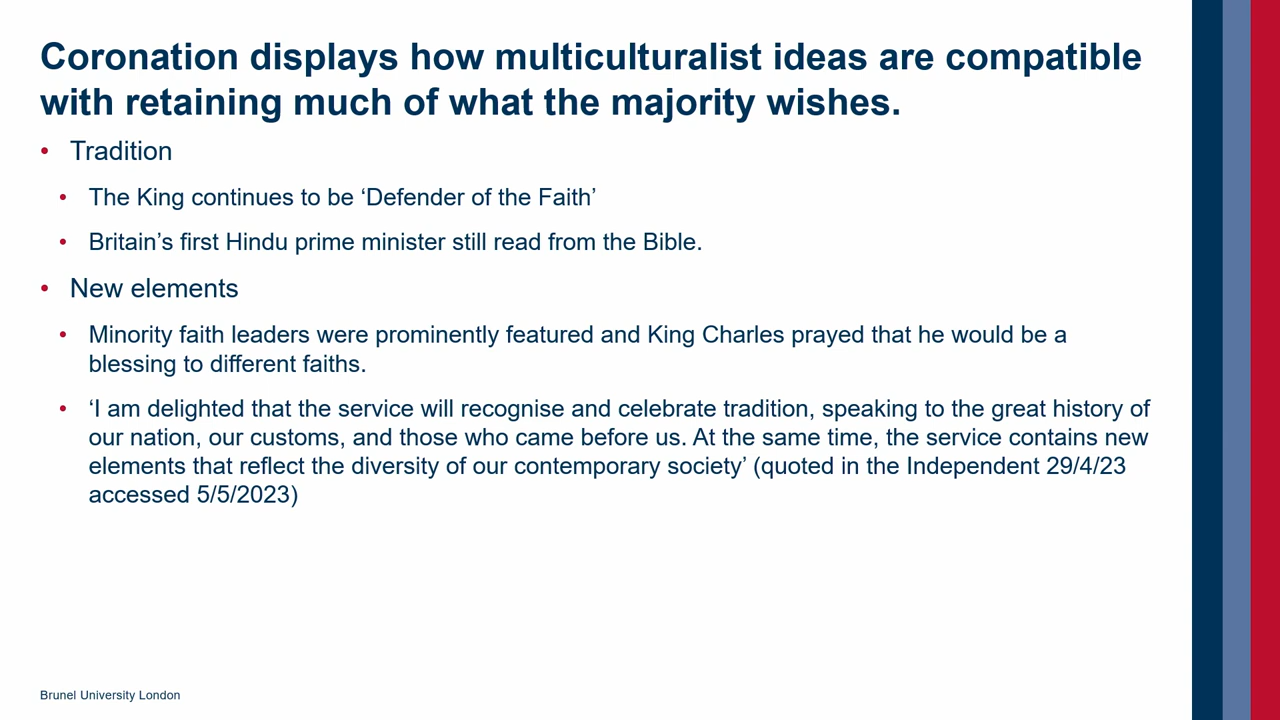 Coronation displays how multiculturalist ideas are compatible
with retaining much of what the majority wishes.
• Tradition
• The King continues to be ‘Defender of the Faith’
• Britain’s first Hindu prime minister still read from the Bible.
• New elements
• Minority faith leaders were prominently featured and King Charles prayed that he would be a
blessing to different faiths.
• ‘I am delighted that the service will recognise and celebrate tradition, speaking to the great history of
our nation, our customs, and those who came before us. At the same time, the service contains new
elements that reflect the diversity of our contemporary society’ (quoted in the Independent 29/4/23
accessed 5/5/2023)
Brunel University London